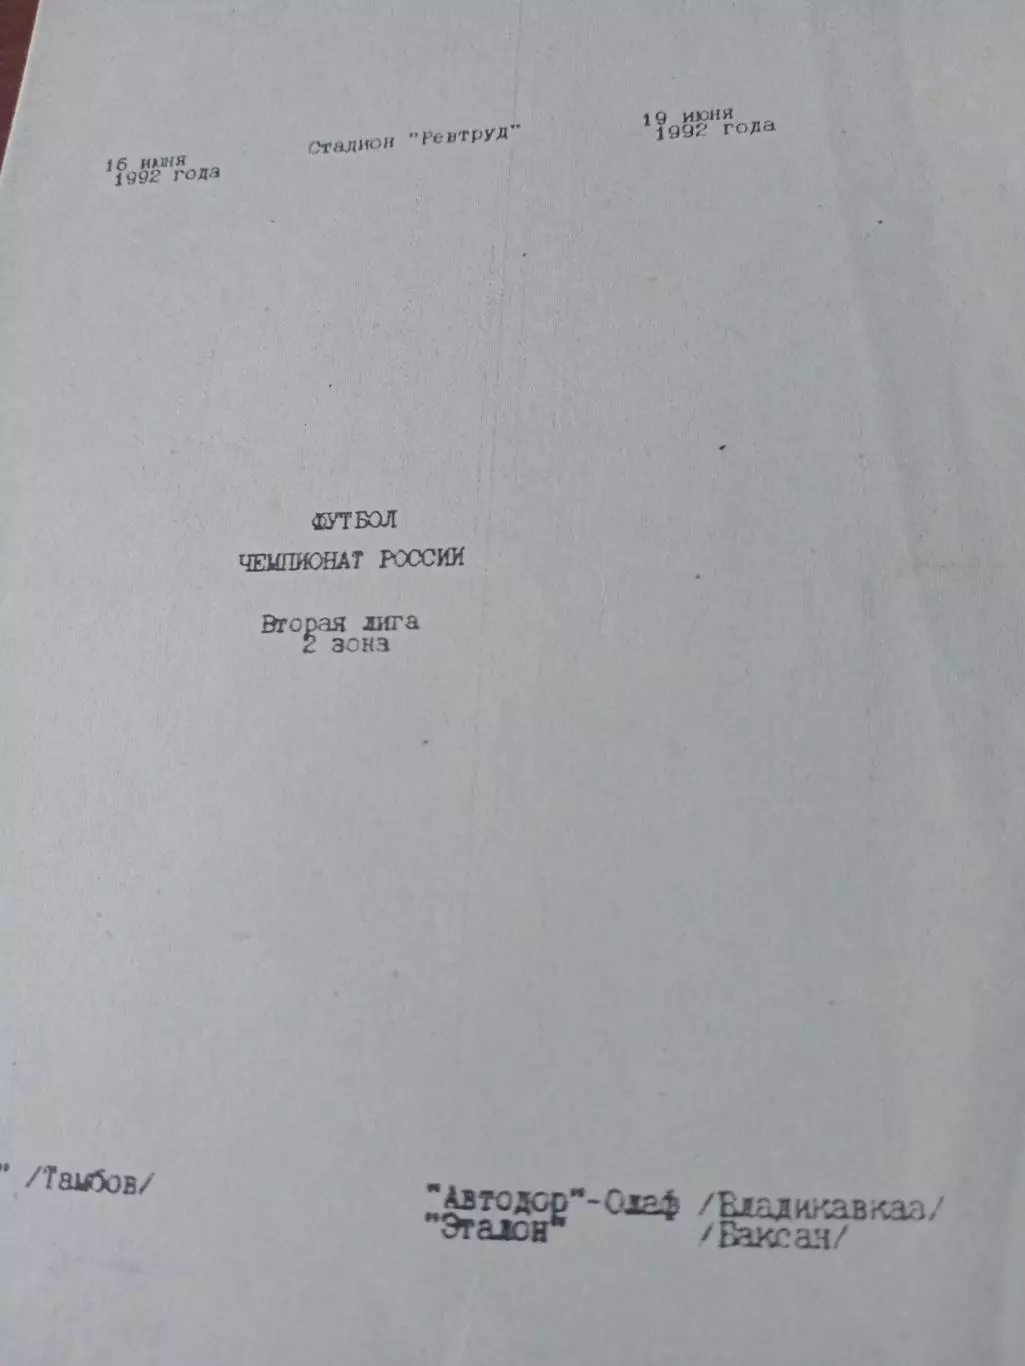 16 июня
1992 года
Стадион "Ревтруд"
19 июня
1992 года
ФУТБОЛ
ЧЕМПИОНАТ РОССИИ
Вторая лига
2 зона
" /Тамбов/
"Автодор"-Олаф /Владикавказ/
"Эталон" /Баксан/